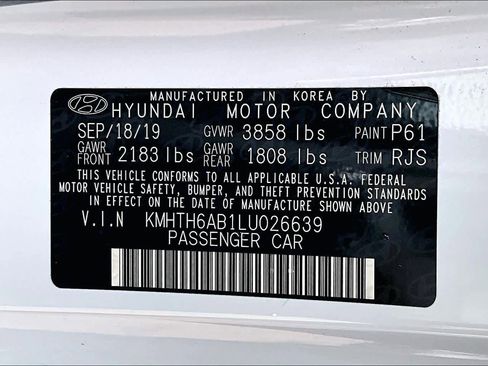 MANUFACTURED IN KOREA BY
HYUNDAI MOTOR COMPANY
SEP/18/19 GVWR 3858 lbs PAINT P61
GAWR FRONT 2183 lbs GAWR REAR 1808 lbs TRIM RJS
THIS VEHICLE CONFORMS TO ALL APPLICABLE U.S.A. FEDERAL
MOTOR VEHICLE SAFETY, BUMPER, AND THEFT PREVENTION STANDARDS
IN EFFECT ON THE DATE OF MANUFACTURE SHOWN ABOVE.
V.I.N KMHTH6AB1LU026639
PASSENGER CAR